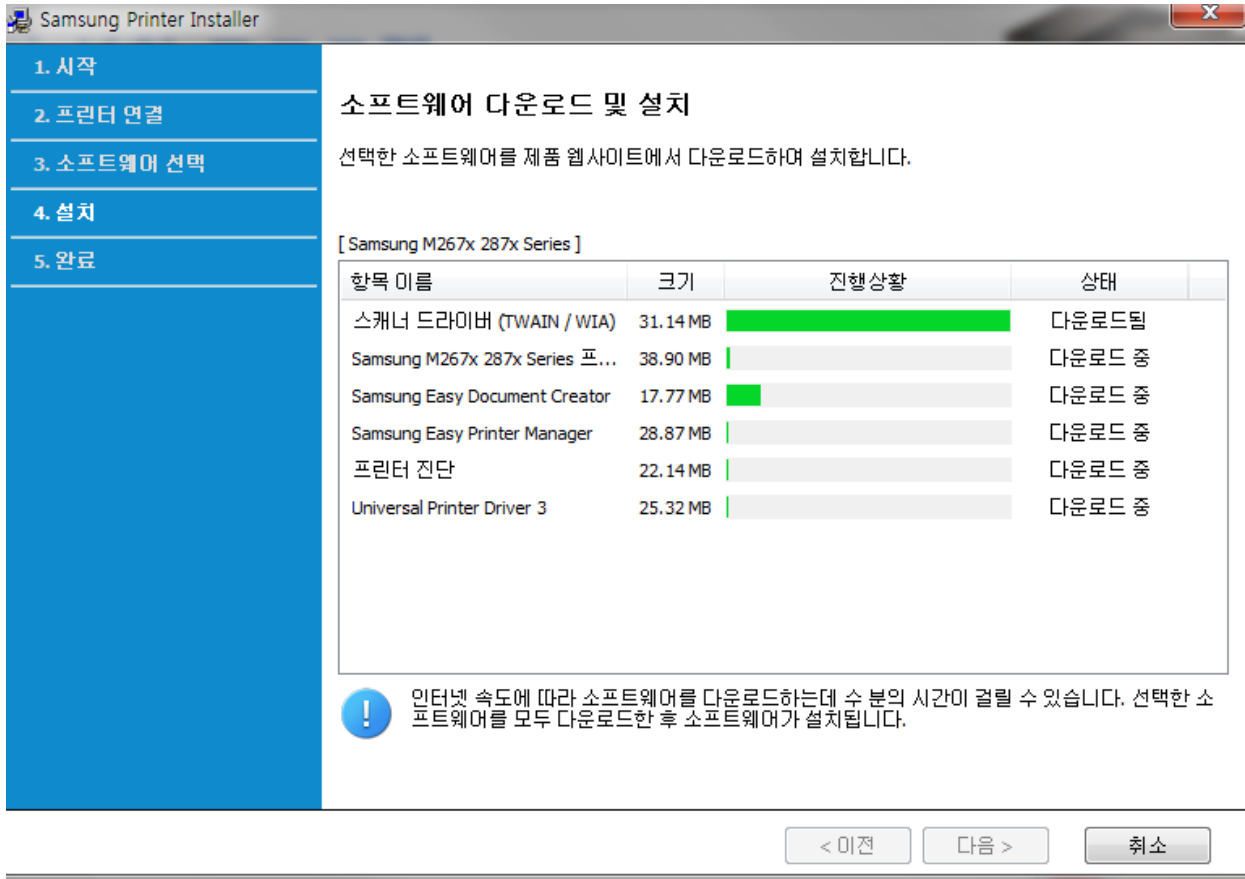 Samsung Printer Installer
1. 시작
2. 프린터 연결
3. 소프트웨어 선택
4. 설치
5. 완료
소프트웨어 다운로드 및 설치
선택한 소프트웨어를 제품 웹사이트에서 다운로드하여 설치합니다.
[ Samsung M267x 287x Series ]
항목 이름 크기 진행상황 상태
스캐너 드라이버 (TWAIN / WIA) 31.14 MB 다운로드됨
Samsung M267x 287x Series 프... 38.90 MB 다운로드 중
Samsung Easy Document Creator 17.77 MB 다운로드 중
Samsung Easy Printer Manager 28.87 MB 다운로드 중
프린터 진단 22.14 MB 다운로드 중
Universal Printer Driver 3 25.32 MB 다운로드 중
인터넷 속도에 따라 소프트웨어를 다운로드하는데 수 분의 시간이 걸릴 수 있습니다. 선택한 소
프트웨어를 모두 다운로드한 후 소프트웨어가 설치됩니다.
< 이전 다음 > 취소